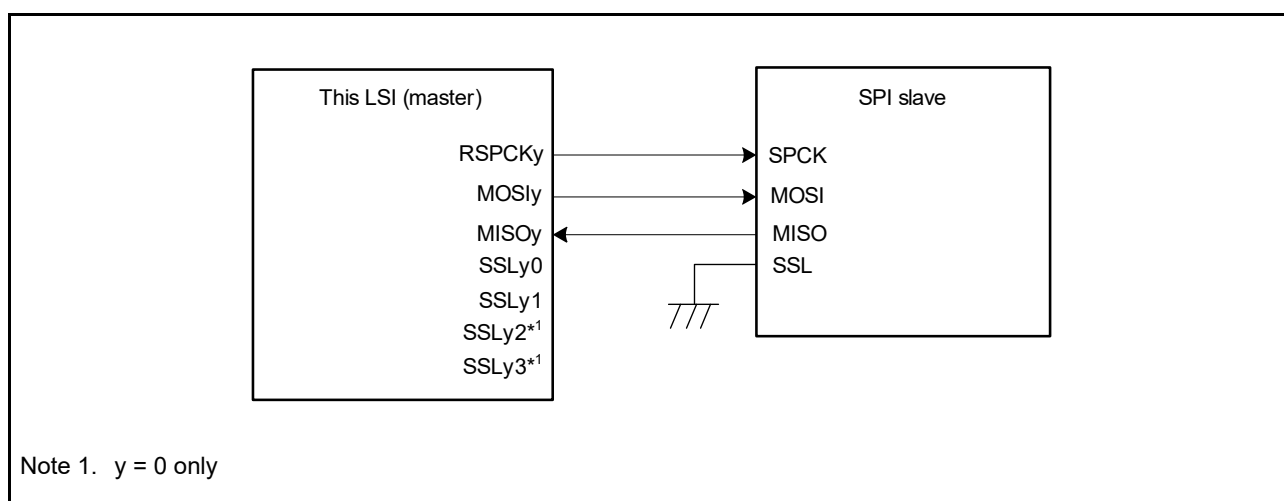 This LSI (master)
RSPCKy
MOSIy
MISOy
SSLy0
SSLy1
SSLy2*1
SSLy3*1
SPI slave
SPCK
MOSI
MISO
SSL
Note 1. y = 0 only